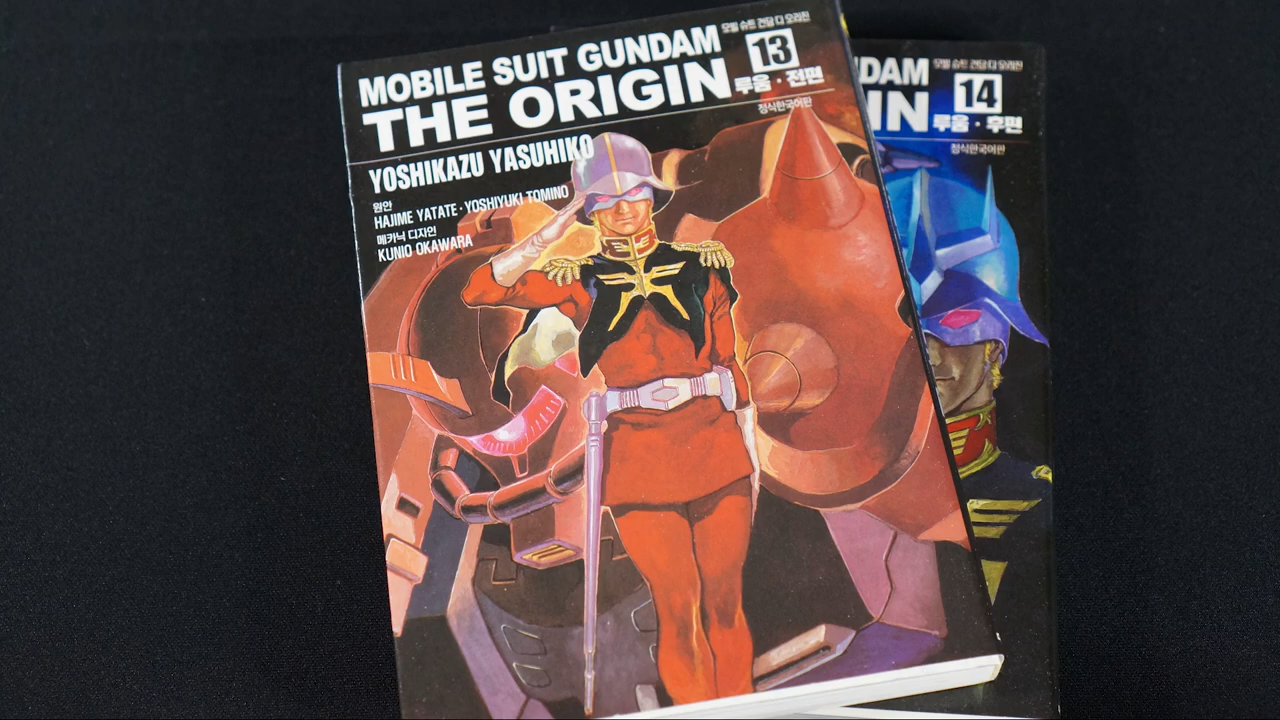 모빌 슈트 건담 디 오리진
MOBILE SUIT GUNDAM
THE ORIGIN
13
루움·전편
정식한국어판
YOSHIKAZU YASUHIKO
원안
HAJIME YATATE·YOSHIYUKI TOMINO
메카닉 디자인
KUNIO OKAWARA
모빌 슈트 건담 디 오리진
DAM
IN
14
루움·후편
정식한국어판